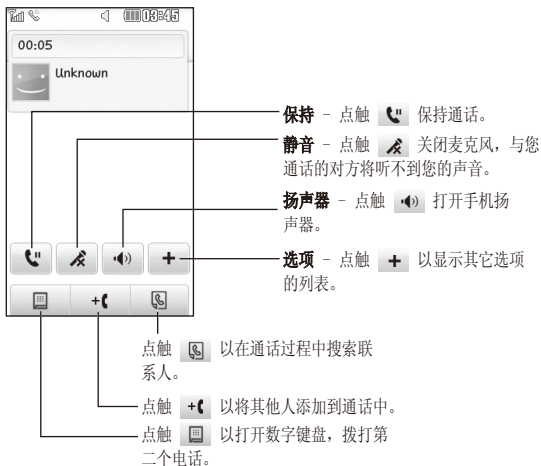 03:45
00:05
Unknown
保持 - 点触 保持通话。
静音 - 点触 关闭麦克风，与您
通话的对方将听不到您的声音。
扬声器 - 点触 打开手机扬
声器。
选项 - 点触 以显示其它选项
的列表。
点触 以在通话过程中搜索联
系人。
点触 以将其他人添加到通话中。
点触 以打开数字键盘，拨打第
二个电话。